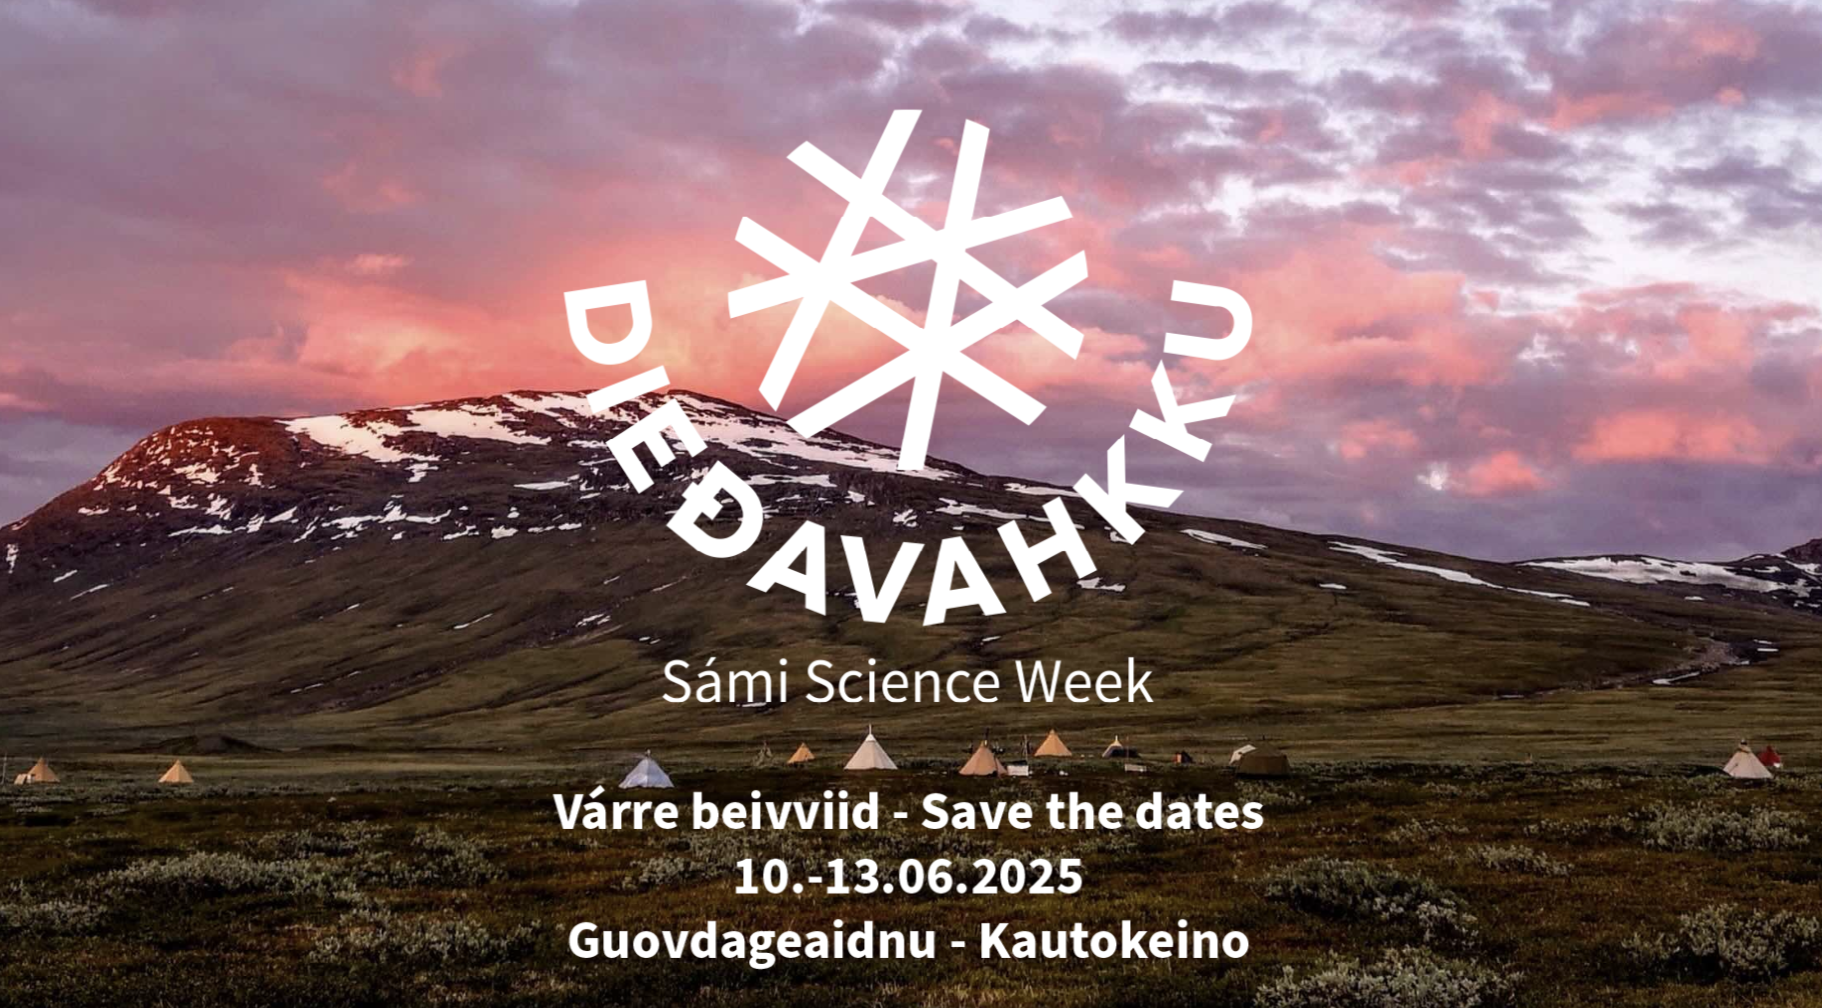 DIEĐAVAHKKU
Sámi Science Week
Várre beivviid - Save the dates
10.-13.06.2025
Guovdageaidnu - Kautokeino